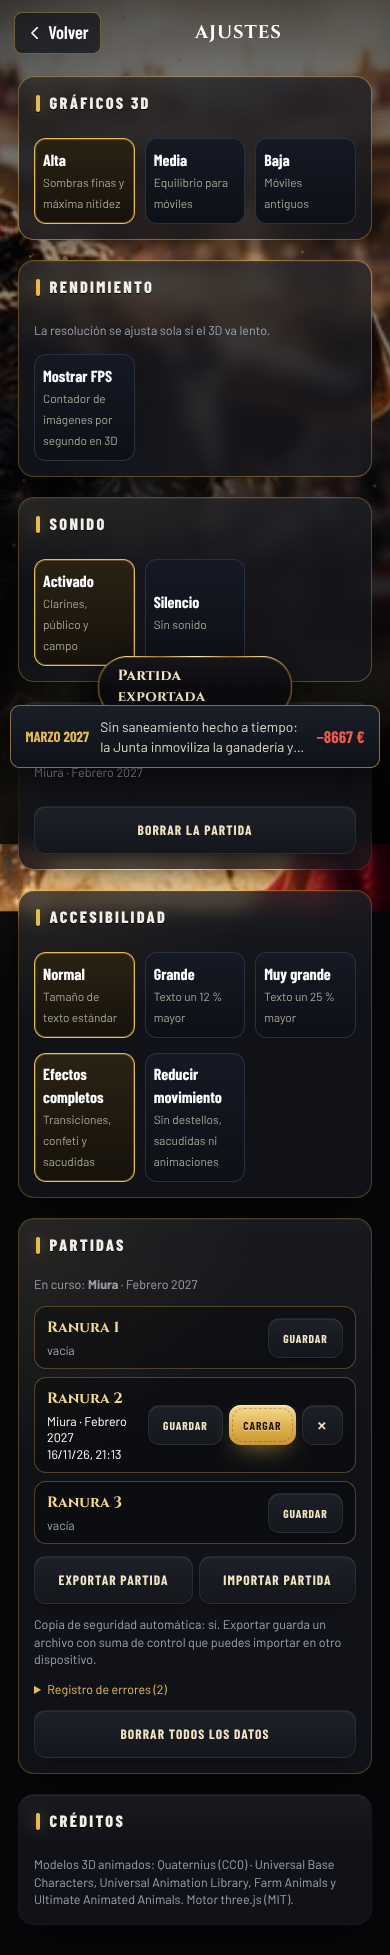 Volver
AJUSTES
GRÁFICOS 3D
Alta
Sombras finas y
máxima nitidez
Media
Equilibrio para
móviles
Baja
Móviles
antiguos
RENDIMIENTO
La resolución se ajusta sola si el 3D va lento.
Mostrar FPS
Contador de
imágenes por
segundo en 3D
SONIDO
Activado
Clarines,
público y
campo
Silencio
Sin sonido
PARTIDA
EXPORTADA
MARZO 2027
Sin saneamiento hecho a tiempo:
la Junta inmoviliza la ganadería y...
−8667 €
Miura · Febrero 2027
BORRAR LA PARTIDA
ACCESIBILIDAD
Normal
Tamaño de
texto estándar
Grande
Texto un 12 %
mayor
Muy grande
Texto un 25 %
mayor
Efectos
completos
Transiciones,
confeti y
sacudidas
Reducir
movimiento
Sin destellos,
sacudidas ni
animaciones
PARTIDAS
En curso: Miura · Febrero 2027
RANURA 1
vacía
GUARDAR
RANURA 2
Miura · Febrero
2027
16/11/26, 21:13
GUARDAR
CARGAR
×
RANURA 3
vacía
GUARDAR
EXPORTAR PARTIDA
IMPORTAR PARTIDA
Copia de seguridad automática: sí. Exportar guarda un
archivo con suma de control que puedes importar en otro
dispositivo.
Registro de errores (2)
BORRAR TODOS LOS DATOS
CRÉDITOS
Modelos 3D animados: Quaternius (CC0) · Universal Base
Characters, Universal Animation Library, Farm Animals y
Ultimate Animated Animals. Motor three.js (MIT).